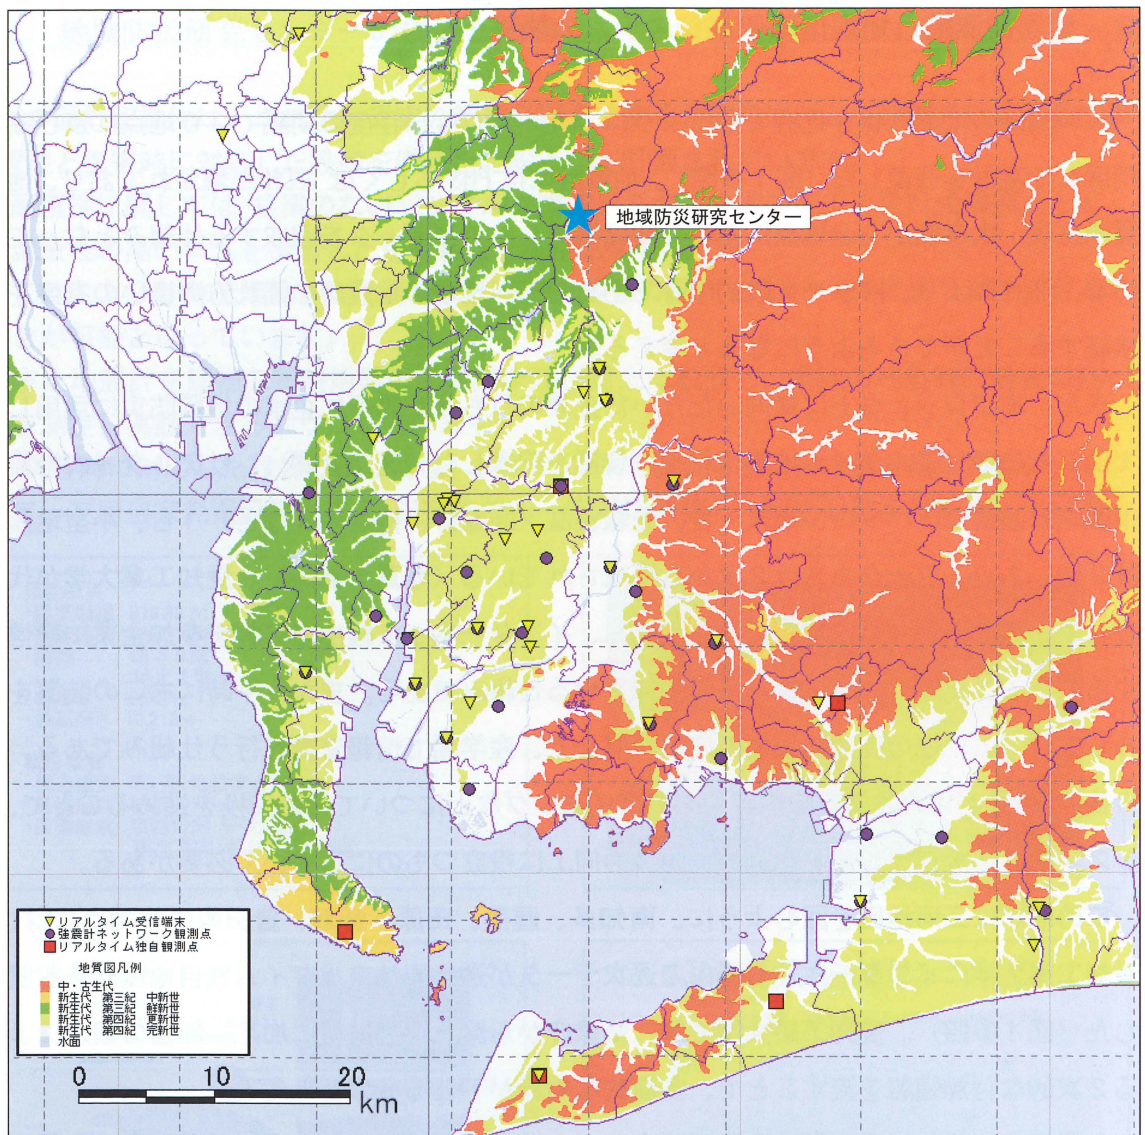 地域防災研究センター
リアルタイム受信端末
強震計ネットワーク観測点
リアルタイム独自観測点
地質図凡例
中・古生代
新生代 第三紀 中新世
新生代 第三紀 鮮新世
新生代 第四紀 更新世
新生代 第四紀 完新世
水面
0 10 20
km